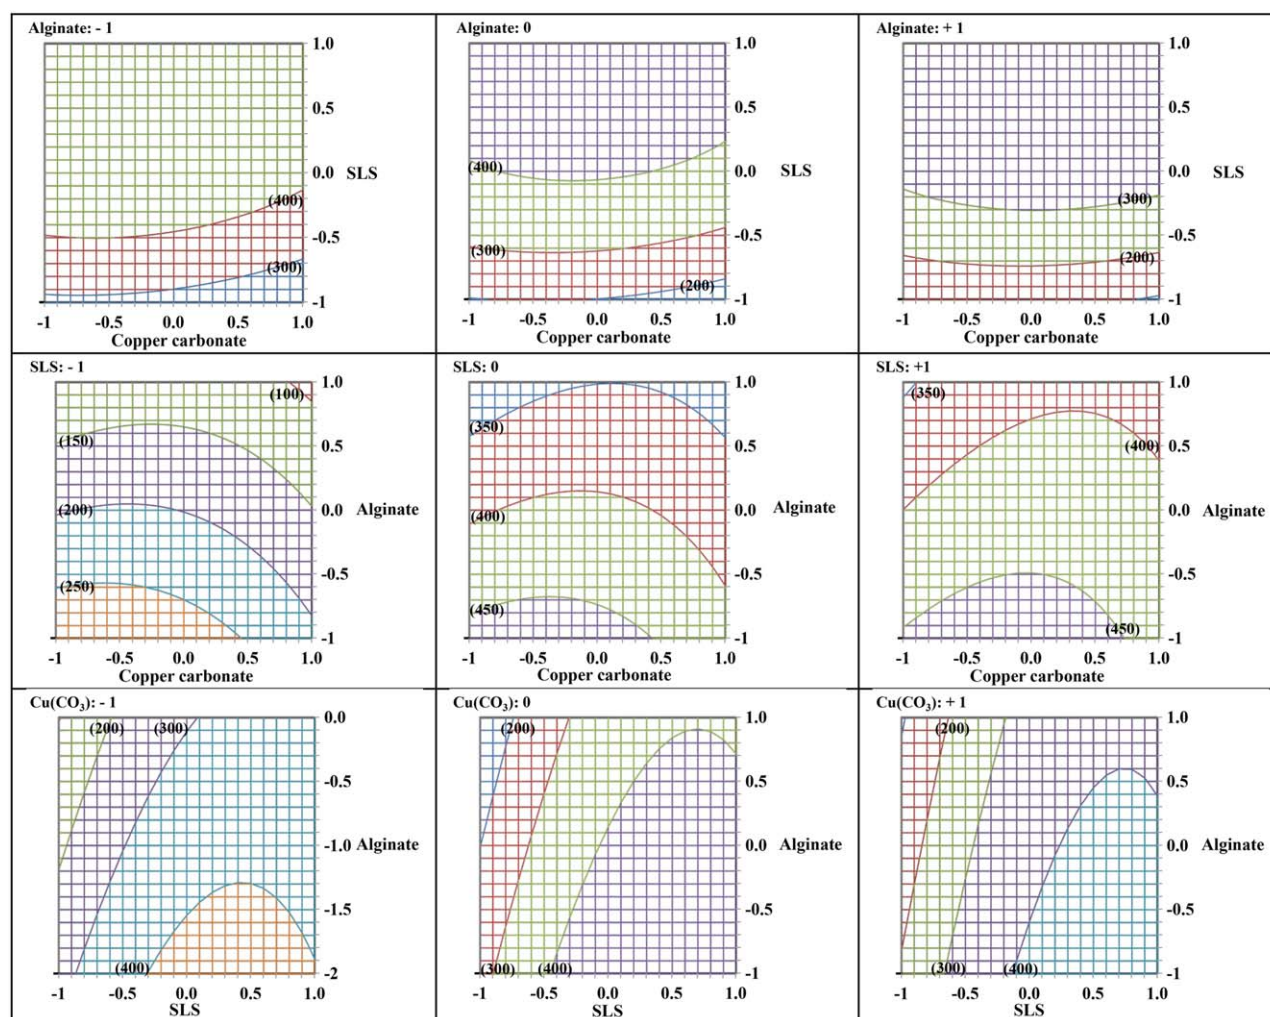 Alginate: - 1
1.0
0.5
(400)
0.0
SLS
-0.5
(300)
-1
-1 -0.5 0.0 0.5 1.0
Copper carbonate
Alginate: 0
1.0
0.5
(400)
0.0
SLS
(300)
-0.5
(200)
-1
-1 -0.5 0.0 0.5 1.0
Copper carbonate
Alginate: + 1
1.0
0.5
0.0
SLS
(300)
-0.5
(200)
-1
-1 -0.5 0.0 0.5 1.0
Copper carbonate
SLS: - 1
1.0
(100)
0.5
(150)
0.0
Alginate
(200)
-0.5
(250)
-1
-1 -0.5 0.0 0.5 1.0
Copper carbonate
SLS: 0
1.0
(350)
0.5
(400)
0.0
Alginate
-0.5
(450)
-1
-1 -0.5 0.0 0.5 1.0
Copper carbonate
SLS: +1
1.0
(350)
0.5
(400)
0.0
Alginate
-0.5
(450)
-1
-1 -0.5 0.0 0.5 1.0
Copper carbonate
Cu(CO₃): - 1
(200) (300)
0.0
-0.5
-1.0 Alginate
-1.5
(400)
-2
-1 -0.5 0.0 0.5 1.0
SLS
Cu(CO₃): 0
(200)
1.0
0.5
0.0
Alginate
-0.5
(300) (400)
-1
-1 -0.5 0.0 0.5 1.0
SLS
Cu(CO₃): + 1
(200)
1.0
0.5
0.0
Alginate
-0.5
(300) (400)
-1
-1 -0.5 0.0 0.5 1.0
SLS